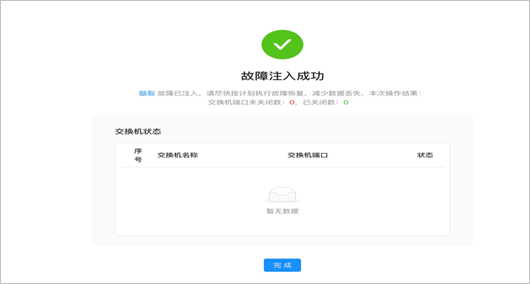 故障注入成功
脑裂 故障已注入，请尽快按计划执行故障恢复，减少数据丢失，本次操作结果：
交换机端口未关闭数：0，已关闭数：0
交换机状态
序号 交换机名称 交换机端口 状态
暂无数据
完成